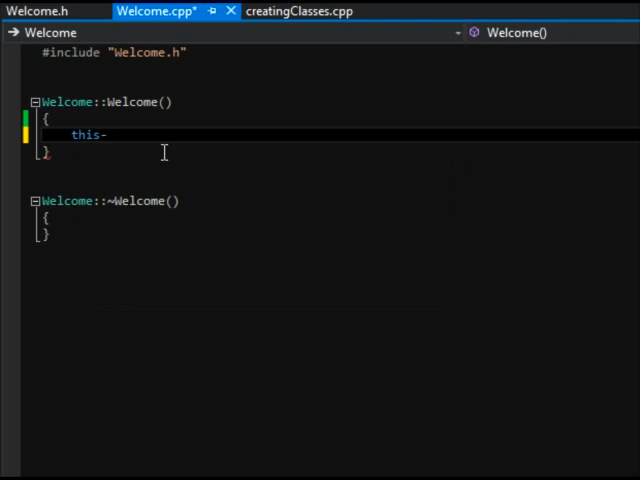 Welcome.h Welcome.cpp* creatingClasses.cpp
Welcome Welcome()
#include "Welcome.h"
Welcome::Welcome()
{
this-
}
Welcome::~Welcome()
{
}